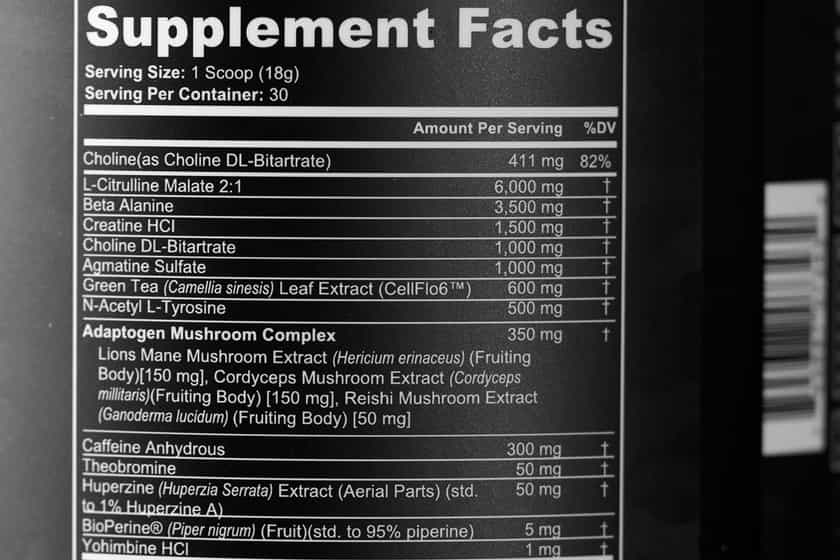 Supplement Facts
Serving Size: 1 Scoop (18g)
Serving Per Container: 30
Amount Per Serving %DV
Choline(as Choline DL-Bitartrate) 411 mg 82%
L-Citrulline Malate 2:1 6,000 mg †
Beta Alanine 3,500 mg †
Creatine HCl 1,500 mg †
Choline DL-Bitartrate 1,000 mg †
Agmatine Sulfate 1,000 mg †
Green Tea (Camellia sinesis) Leaf Extract (CellFlo6™) 600 mg †
N-Acetyl L-Tyrosine 500 mg †
Adaptogen Mushroom Complex 350 mg †
Lions Mane Mushroom Extract (Hericium erinaceus) (Fruiting
Body)[150 mg], Cordyceps Mushroom Extract (Cordyceps
millitaris)(Fruiting Body) [150 mg], Reishi Mushroom Extract
(Ganoderma lucidum) (Fruiting Body) [50 mg]
Caffeine Anhydrous 300 mg †
Theobromine 50 mg †
Huperzine (Huperzia Serrata) Extract (Aerial Parts) (std. 50 mg †
to 1% Huperzine A)
BioPerine® (Piper nigrum) (Fruit)(std. to 95% piperine) 5 mg †
Yohimbine HCl 1 mg †